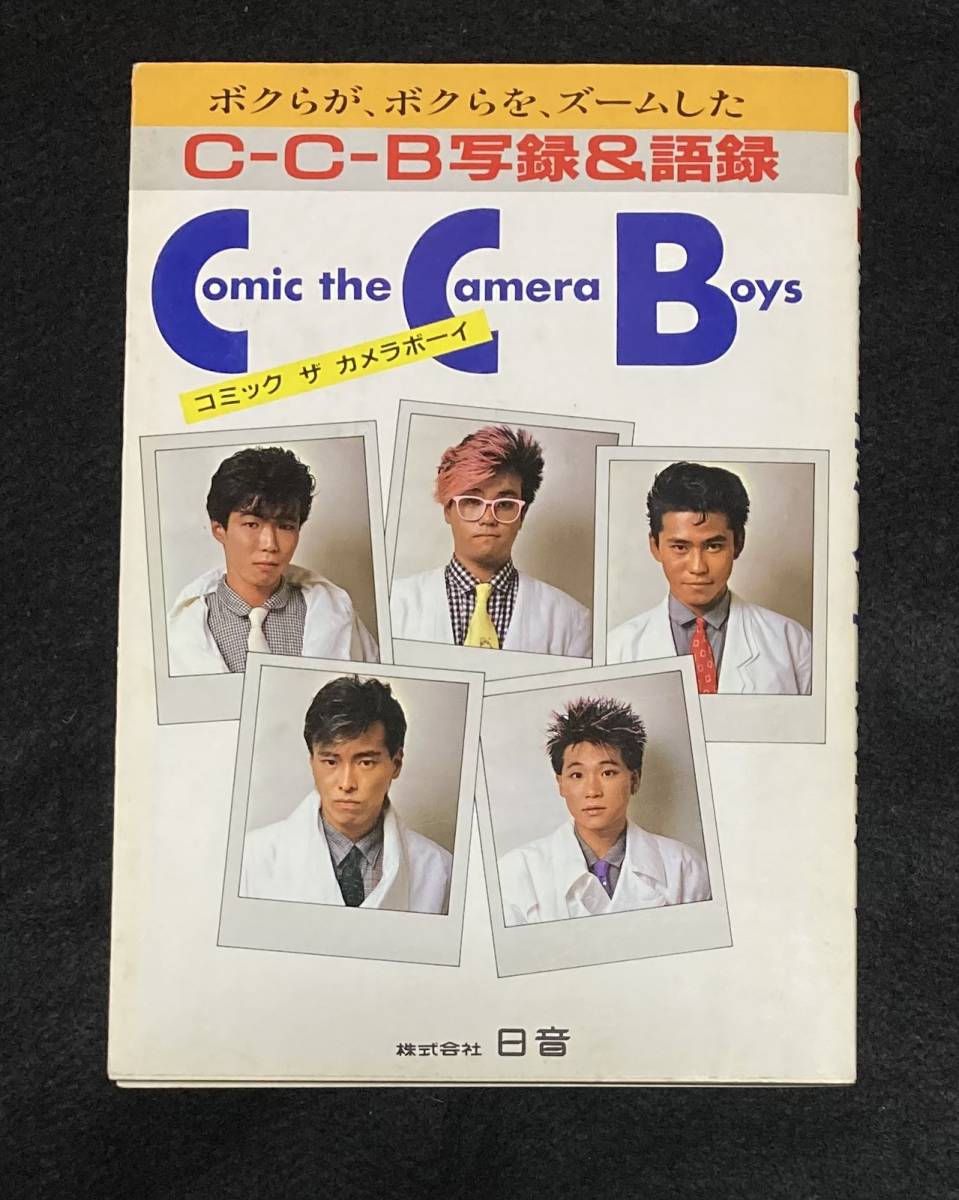 ボクらが、ボクらを、ズームした
C-C-B写録&語録
Comic the Camera Boys
コミック ザ カメラボーイ
株式会社 日音